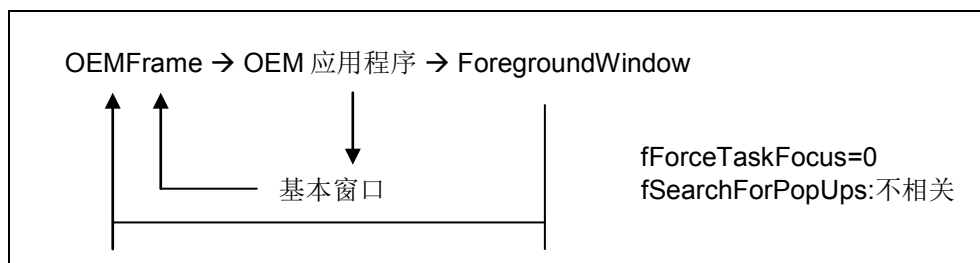 OEMFrame → OEM 应用程序 → ForegroundWindow
基本窗口
fForceTaskFocus=0
fSearchForPopUps:不相关